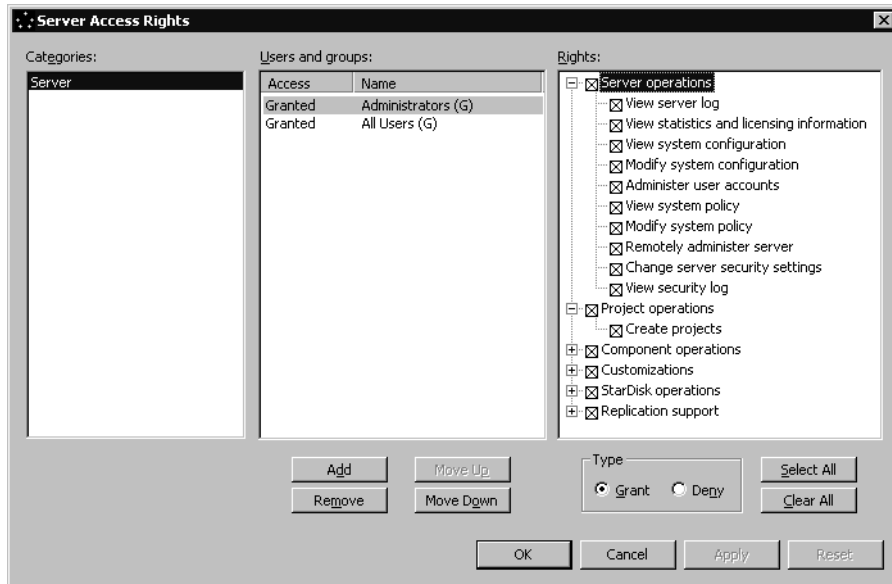 Server Access Rights
Categories:
Server
Users and groups:
Access Name
Granted Administrators (G)
Granted All Users (G)
Rights:
Server operations
View server log
View statistics and licensing information
View system configuration
Modify system configuration
Administer user accounts
View system policy
Modify system policy
Remotely administer server
Change server security settings
View security log
Project operations
Create projects
Component operations
Customizations
StarDisk operations
Replication support
Add
Move Up
Remove
Move Down
Type
Grant
Deny
Select All
Clear All
OK
Cancel
Apply
Reset